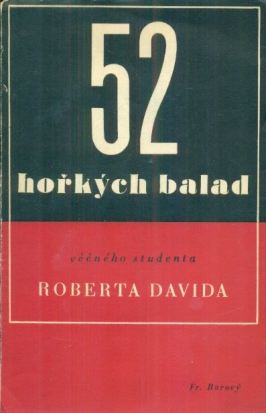 52
hořkých balad
věčného studenta
ROBERTA DAVIDA
Fr. Borový